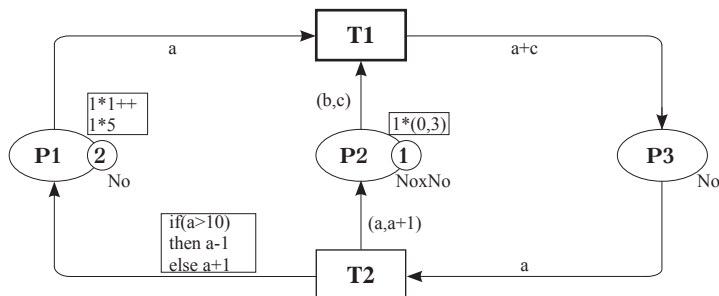 T1
a
a+c
(b,c)
1*1++
1*5
1*(0,3)
P1
2
P2
1
P3
No
NoxNo
No
if(a>10)
then a-1
else a+1
(a,a+1)
T2
a